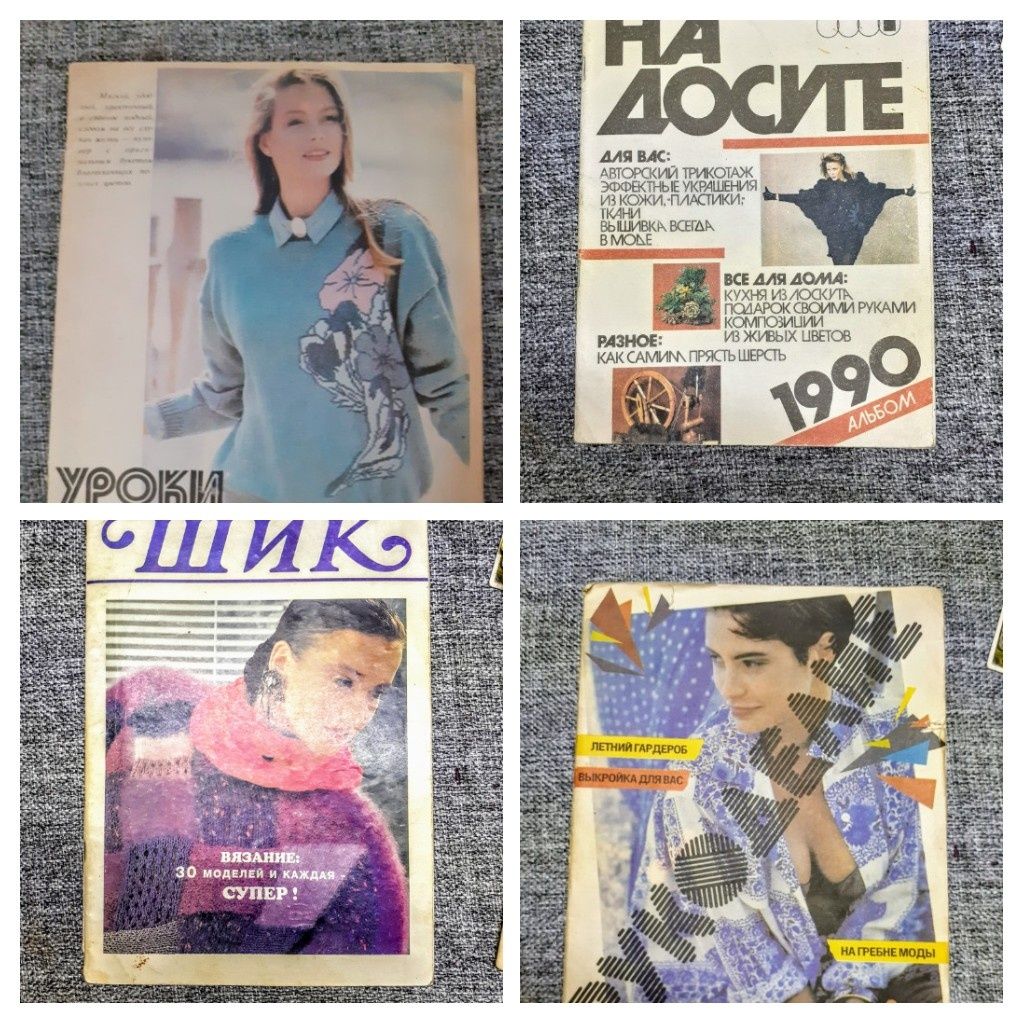 УРОКИ
НА
ДОСИТЕ
ДЛЯ ВАС:
АВТОРСКИЙ ТРИКОТАЖ
ЭФФЕКТНЫЕ УКРАШЕНИЯ
ИЗ КОЖИ, ПЛАСТИКИ,
ТКАНИ
ВЫШИВКА ВСЕГДА
В МОДЕ
ВСЕ ДЛЯ ДОМА:
КУХНЯ ИЗ ЛОСКУТА
ПОДАРОК СВОИМИ РУКАМИ
КОМПОЗИЦИИ
ИЗ ЖИВЫХ ЦВЕТОВ
РАЗНОЕ:
КАК САМИМ ПРЯСТЬ ШЕРСТЬ
1990
АЛЬБОМ
ШИК
ВЯЗАНИЕ:
30 МОДЕЛЕЙ И КАЖДАЯ -
СУПЕР!
ЛЕТНИЙ ГАРДЕРОБ
ВЫКРОЙКА ДЛЯ ВАС
НА ГРЕБНЕ МОДЫ